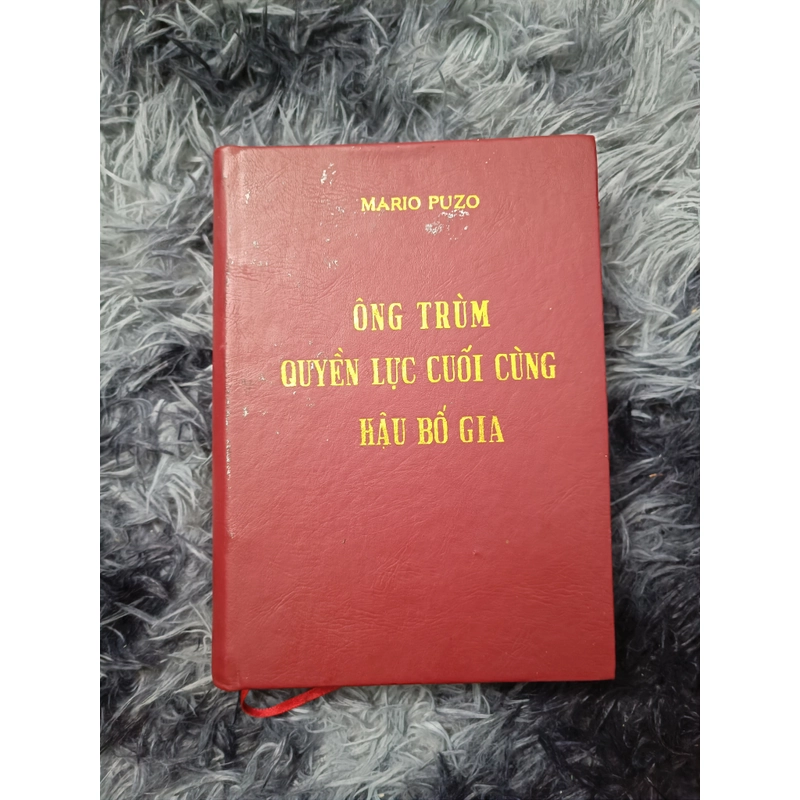 MARIO PUZO
ÔNG TRÙM
QUYỀN LỰC CUỐI CÙNG
HẬU BỐ GIA